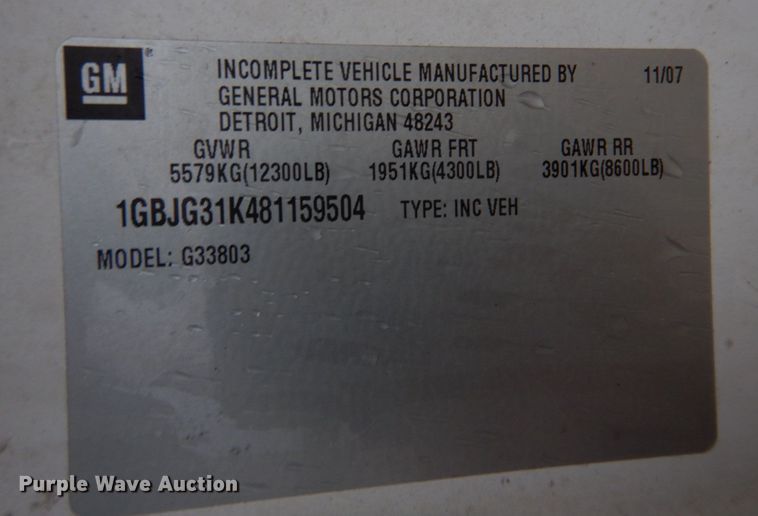 GM
INCOMPLETE VEHICLE MANUFACTURED BY 11/07
GENERAL MOTORS CORPORATION
DETROIT, MICHIGAN 48243
GVWR GAWR FRT GAWR RR
5579KG(12300LB) 1951KG(4300LB) 3901KG(8600LB)
1GBJG31K481159504 TYPE: INC VEH
MODEL: G33803
Purple Wave Auction